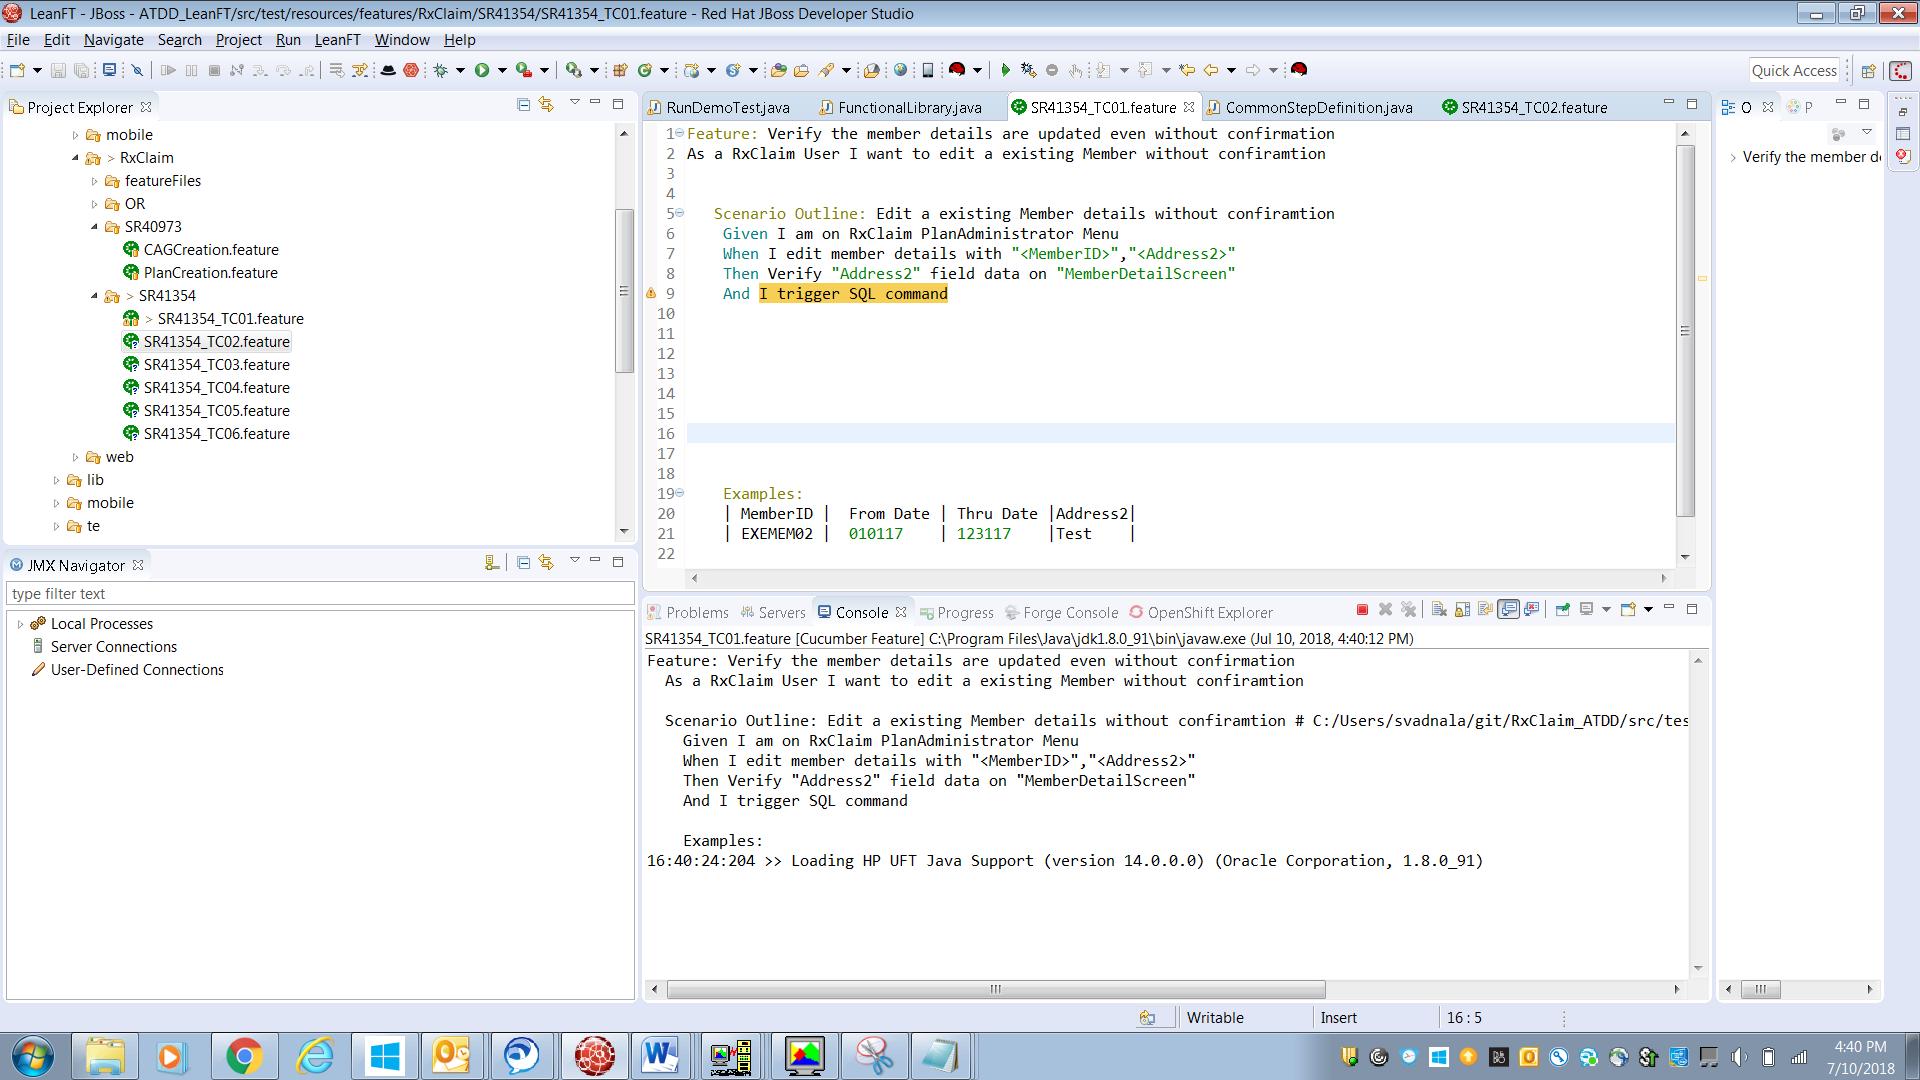 LeanFT - JBoss - ATDD_LeanFT/src/test/resources/features/RxClaim/SR41354/SR41354_TC01.feature - Red Hat JBoss Developer Studio
File Edit Navigate Search Project Run LeanFT Window Help
Quick Access
Project Explorer
mobile
> RxClaim
featureFiles
OR
SR40973
CAGCreation.feature
PlanCreation.feature
> SR41354
> SR41354_TC01.feature
SR41354_TC02.feature
SR41354_TC03.feature
SR41354_TC04.feature
SR41354_TC05.feature
SR41354_TC06.feature
web
lib
mobile
te
JMX Navigator
type filter text
Local Processes
Server Connections
User-Defined Connections
RunDemoTest.java FunctionalLibrary.java SR41354_TC01.feature CommonStepDefinition.java SR41354_TC02.feature
1 Feature: Verify the member details are updated even without confirmation
2 As a RxClaim User I want to edit a existing Member without confiramtion
3
4
5 Scenario Outline: Edit a existing Member details without confiramtion
6 Given I am on RxClaim PlanAdministrator Menu
7 When I edit member details with "<MemberID>","<Address2>"
8 Then Verify "Address2" field data on "MemberDetailScreen"
9 And I trigger SQL command
10
11
12
13
14
15
16
17
18
19 Examples:
20 | MemberID | From Date | Thru Date |Address2|
21 | EXEMEM02 | 010117 | 123117 |Test |
22
O P
Verify the member d
Problems Servers Console Progress Forge Console OpenShift Explorer
SR41354_TC01.feature [Cucumber Feature] C:\Program Files\Java\jdk1.8.0_91\bin\javaw.exe (Jul 10, 2018, 4:40:12 PM)
Feature: Verify the member details are updated even without confirmation
As a RxClaim User I want to edit a existing Member without confiramtion
Scenario Outline: Edit a existing Member details without confiramtion # C:/Users/svadnala/git/RxClaim_ATDD/src/tes
Given I am on RxClaim PlanAdministrator Menu
When I edit member details with "<MemberID>","<Address2>"
Then Verify "Address2" field data on "MemberDetailScreen"
And I trigger SQL command
Examples:
16:40:24:204 >> Loading HP UFT Java Support (version 14.0.0.0) (Oracle Corporation, 1.8.0_91)
Writable Insert 16 : 5
4:40 PM
7/10/2018